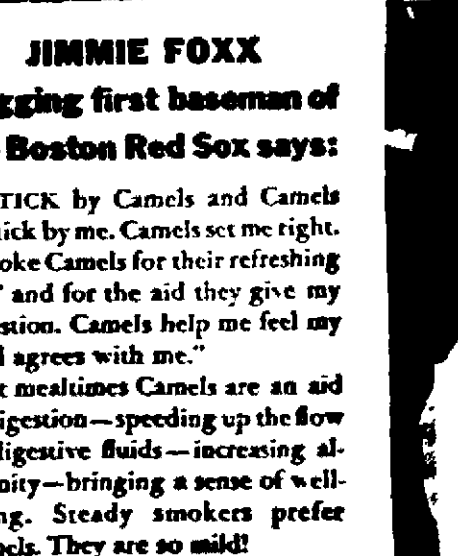 JIMMIE FOXX
gging first baseman of
Boston Red Sox says:
TICK by Camels and Camels
ick by me. Camels set me right.
oke Camels for their refreshing
' and for the aid they give my
stion. Camels help me feel my
d agrees with me."
t mealtimes Camels are an aid
igestion—speeding up the flow
digestive fluids—increasing al-
nity—bringing a sense of well-
ng. Steady smokers prefer
els. They are so mild!